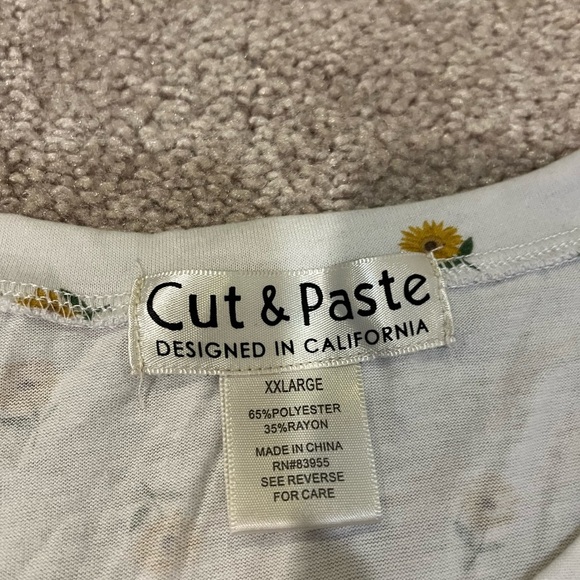 Cut & Paste
DESIGNED IN CALIFORNIA
XXLARGE
65%POLYESTER
35%RAYON
MADE IN CHINA
RN#83955
SEE REVERSE
FOR CARE